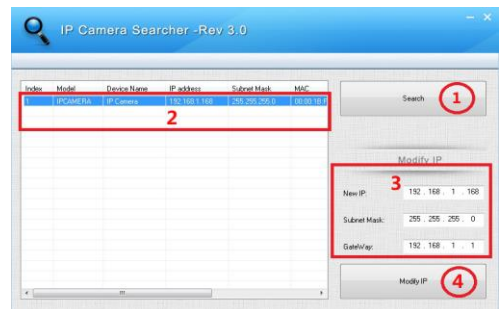 IP Camera Searcher -Rev 3.0
Index Model Device Name IP address Subnet Mask MAC
1 IPCAMERA IP Camera 192.168.1.168 255.255.255.0
2
Search 1
Modify IP
3
New IP: 192 . 168 . 1 . 168
Subnet Mask: 255 . 255 . 255 . 0
GateWay: 192 . 168 . 1 . 1
Modify IP 4